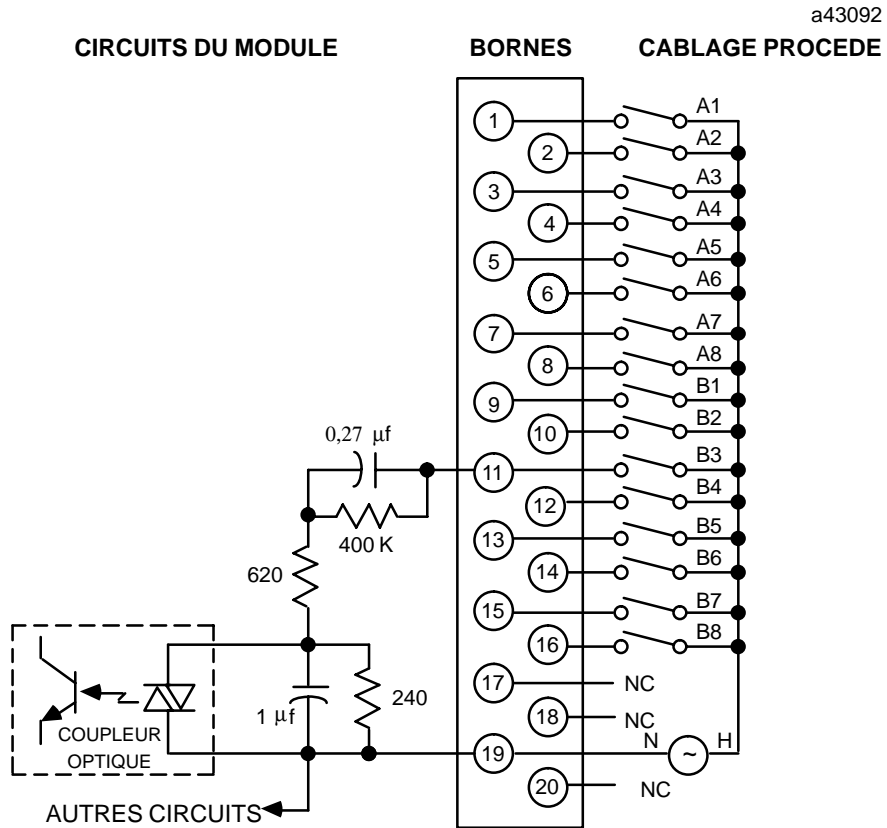 a43092
CIRCUITS DU MODULE BORNES CABLAGE PROCEDE
1 A1
2 A2
3 A3
4 A4
5 A5
6 A6
7 A7
8 A8
9 B1
10 B2
0,27 μf
11 B3
12 B4
400 K
13 B5
14 B6
620
15 B7
16 B8
17 NC
18 NC
1 μf
240
19 N ~ H
20 NC
COUPLEUR
OPTIQUE
AUTRES CIRCUITS